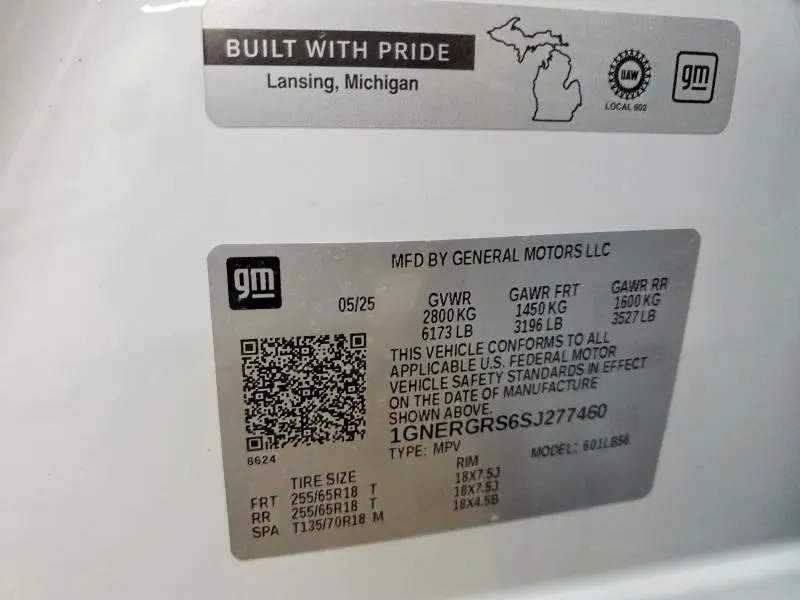 BUILT WITH PRIDE
Lansing, Michigan
UAW
LOCAL 602
gm
gm
MFD BY GENERAL MOTORS LLC
05/25
GVWR GAWR FRT GAWR RR
2800 KG 1450 KG 1600 KG
6173 LB 3196 LB 3527 LB
THIS VEHICLE CONFORMS TO ALL
APPLICABLE U.S. FEDERAL MOTOR
VEHICLE SAFETY STANDARDS IN EFFECT
ON THE DATE OF MANUFACTURE
SHOWN ABOVE.
1GNERGRS6SJ277460
TYPE: MPV MODEL: 601LB56
8624
TIRE SIZE RIM
FRT 255/65R18 T 18X7.5J
RR 255/65R18 T 18X7.5J
SPA T135/70R18 M 18X4.5B